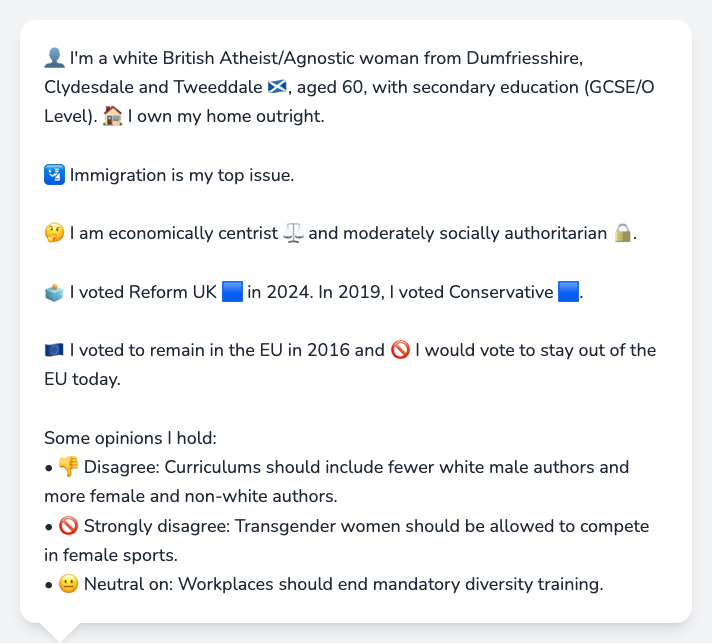 👤 I'm a white British Atheist/Agnostic woman from Dumfriesshire,
Clydesdale and Tweeddale 🏴󠁧󠁢󠁳󠁣󠁴󠁿, aged 60, with secondary education (GCSE/O
Level). 🏠 I own my home outright.
🛂 Immigration is my top issue.
🤔 I am economically centrist ⚖️ and moderately socially authoritarian 🔒.
🗳️ I voted Reform UK 🟦 in 2024. In 2019, I voted Conservative 🟦.
🇪🇺 I voted to remain in the EU in 2016 and 🚫 I would vote to stay out of the
EU today.
Some opinions I hold:
• 👎 Disagree: Curriculums should include fewer white male authors and
more female and non-white authors.
• 🚫 Strongly disagree: Transgender women should be allowed to compete
in female sports.
• 😐 Neutral on: Workplaces should end mandatory diversity training.